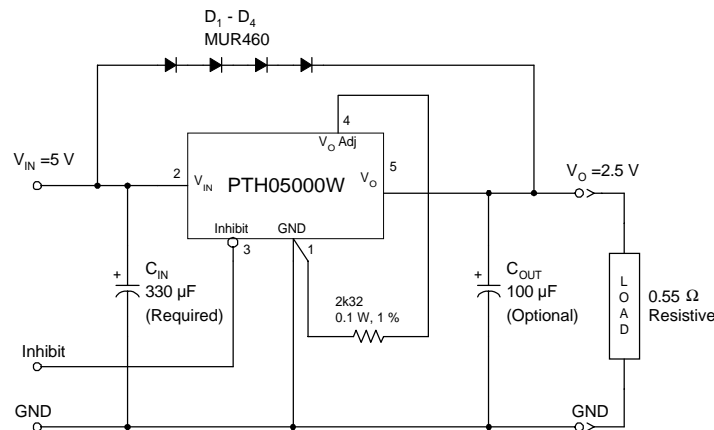 D1 - D4
MUR460
4
VO Adj
VIN =5 V
2
VIN
PTH05000W
5
VO
VO =2.5 V
Inhibit
GND
3
1
+
CIN
330 µF
(Required)
2k32
0.1 W, 1 %
+
COUT
100 µF
(Optional)
LOAD
0.55 Ω
Resistive
Inhibit
GND
GND